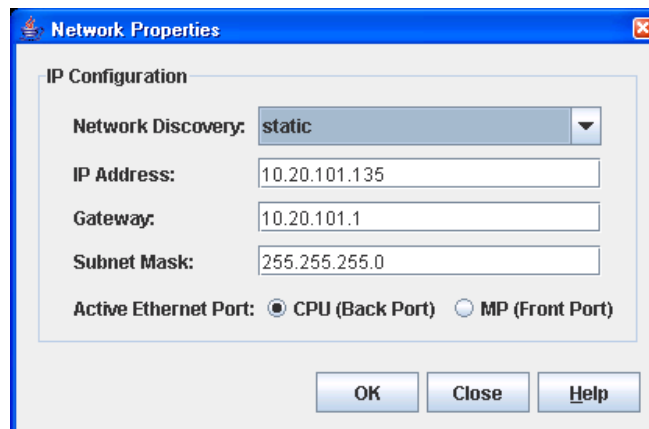 Network Properties
IP Configuration
Network Discovery: static
IP Address: 10.20.101.135
Gateway: 10.20.101.1
Subnet Mask: 255.255.255.0
Active Ethernet Port: CPU (Back Port) MP (Front Port)
OK Close Help